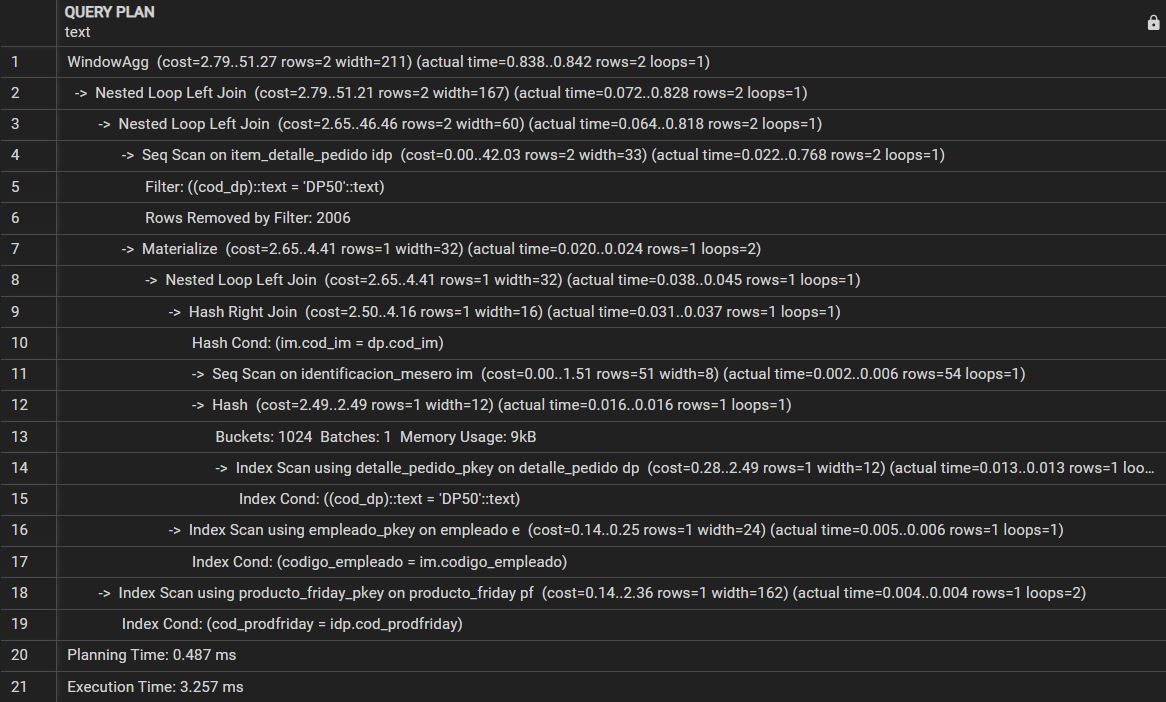 QUERY PLAN
text
1 WindowAgg (cost=2.79..51.27 rows=2 width=211) (actual time=0.838..0.842 rows=2 loops=1)
2 -> Nested Loop Left Join (cost=2.79..51.21 rows=2 width=167) (actual time=0.072..0.828 rows=2 loops=1)
3 -> Nested Loop Left Join (cost=2.65..46.46 rows=2 width=60) (actual time=0.064..0.818 rows=2 loops=1)
4 -> Seq Scan on item_detalle_pedido idp (cost=0.00..42.03 rows=2 width=33) (actual time=0.022..0.768 rows=2 loops=1)
5 Filter: ((cod_dp)::text = 'DP50'::text)
6 Rows Removed by Filter: 2006
7 -> Materialize (cost=2.65..4.41 rows=1 width=32) (actual time=0.020..0.024 rows=1 loops=2)
8 -> Nested Loop Left Join (cost=2.65..4.41 rows=1 width=32) (actual time=0.038..0.045 rows=1 loops=1)
9 -> Hash Right Join (cost=2.50..4.16 rows=1 width=16) (actual time=0.031..0.037 rows=1 loops=1)
10 Hash Cond: (im.cod_im = dp.cod_im)
11 -> Seq Scan on identificacion_mesero im (cost=0.00..1.51 rows=51 width=8) (actual time=0.002..0.006 rows=54 loops=1)
12 -> Hash (cost=2.49..2.49 rows=1 width=12) (actual time=0.016..0.016 rows=1 loops=1)
13 Buckets: 1024 Batches: 1 Memory Usage: 9kB
14 -> Index Scan using detalle_pedido_pkey on detalle_pedido dp (cost=0.28..2.49 rows=1 width=12) (actual time=0.013..0.013 rows=1 loo...
15 Index Cond: ((cod_dp)::text = 'DP50'::text)
16 -> Index Scan using empleado_pkey on empleado e (cost=0.14..0.25 rows=1 width=24) (actual time=0.005..0.006 rows=1 loops=1)
17 Index Cond: (codigo_empleado = im.codigo_empleado)
18 -> Index Scan using producto_friday_pkey on producto_friday pf (cost=0.14..2.36 rows=1 width=162) (actual time=0.004..0.004 rows=1 loops=2)
19 Index Cond: (cod_prodfriday = idp.cod_prodfriday)
20 Planning Time: 0.487 ms
21 Execution Time: 3.257 ms